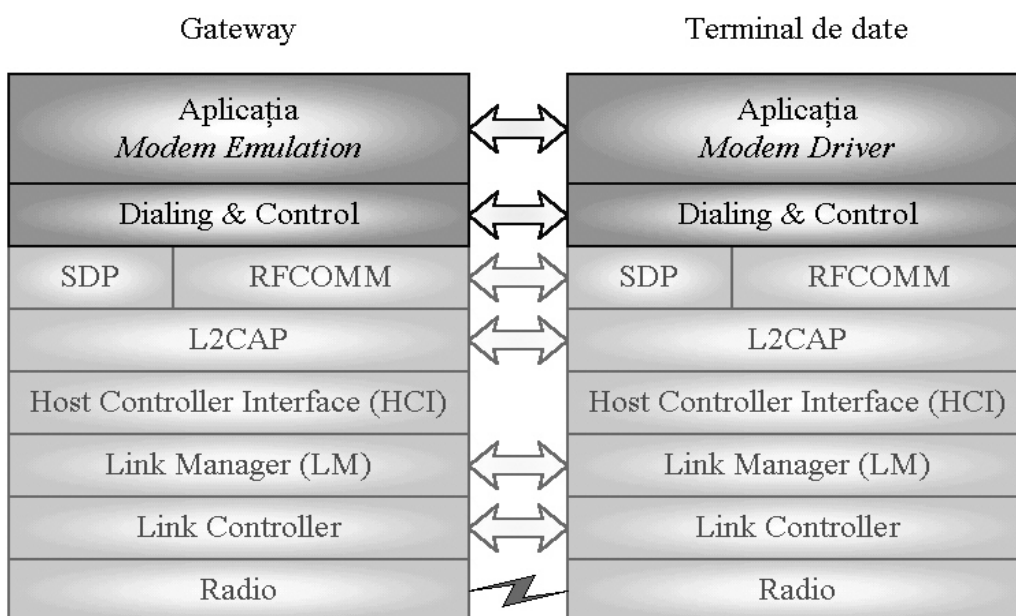 Gateway
Terminal de date
Aplicația
Modem Emulation
Aplicația
Modem Driver
Dialing & Control
Dialing & Control
SDP
RFCOMM
SDP
RFCOMM
L2CAP
L2CAP
Host Controller Interface (HCI)
Host Controller Interface (HCI)
Link Manager (LM)
Link Manager (LM)
Link Controller
Link Controller
Radio
Radio